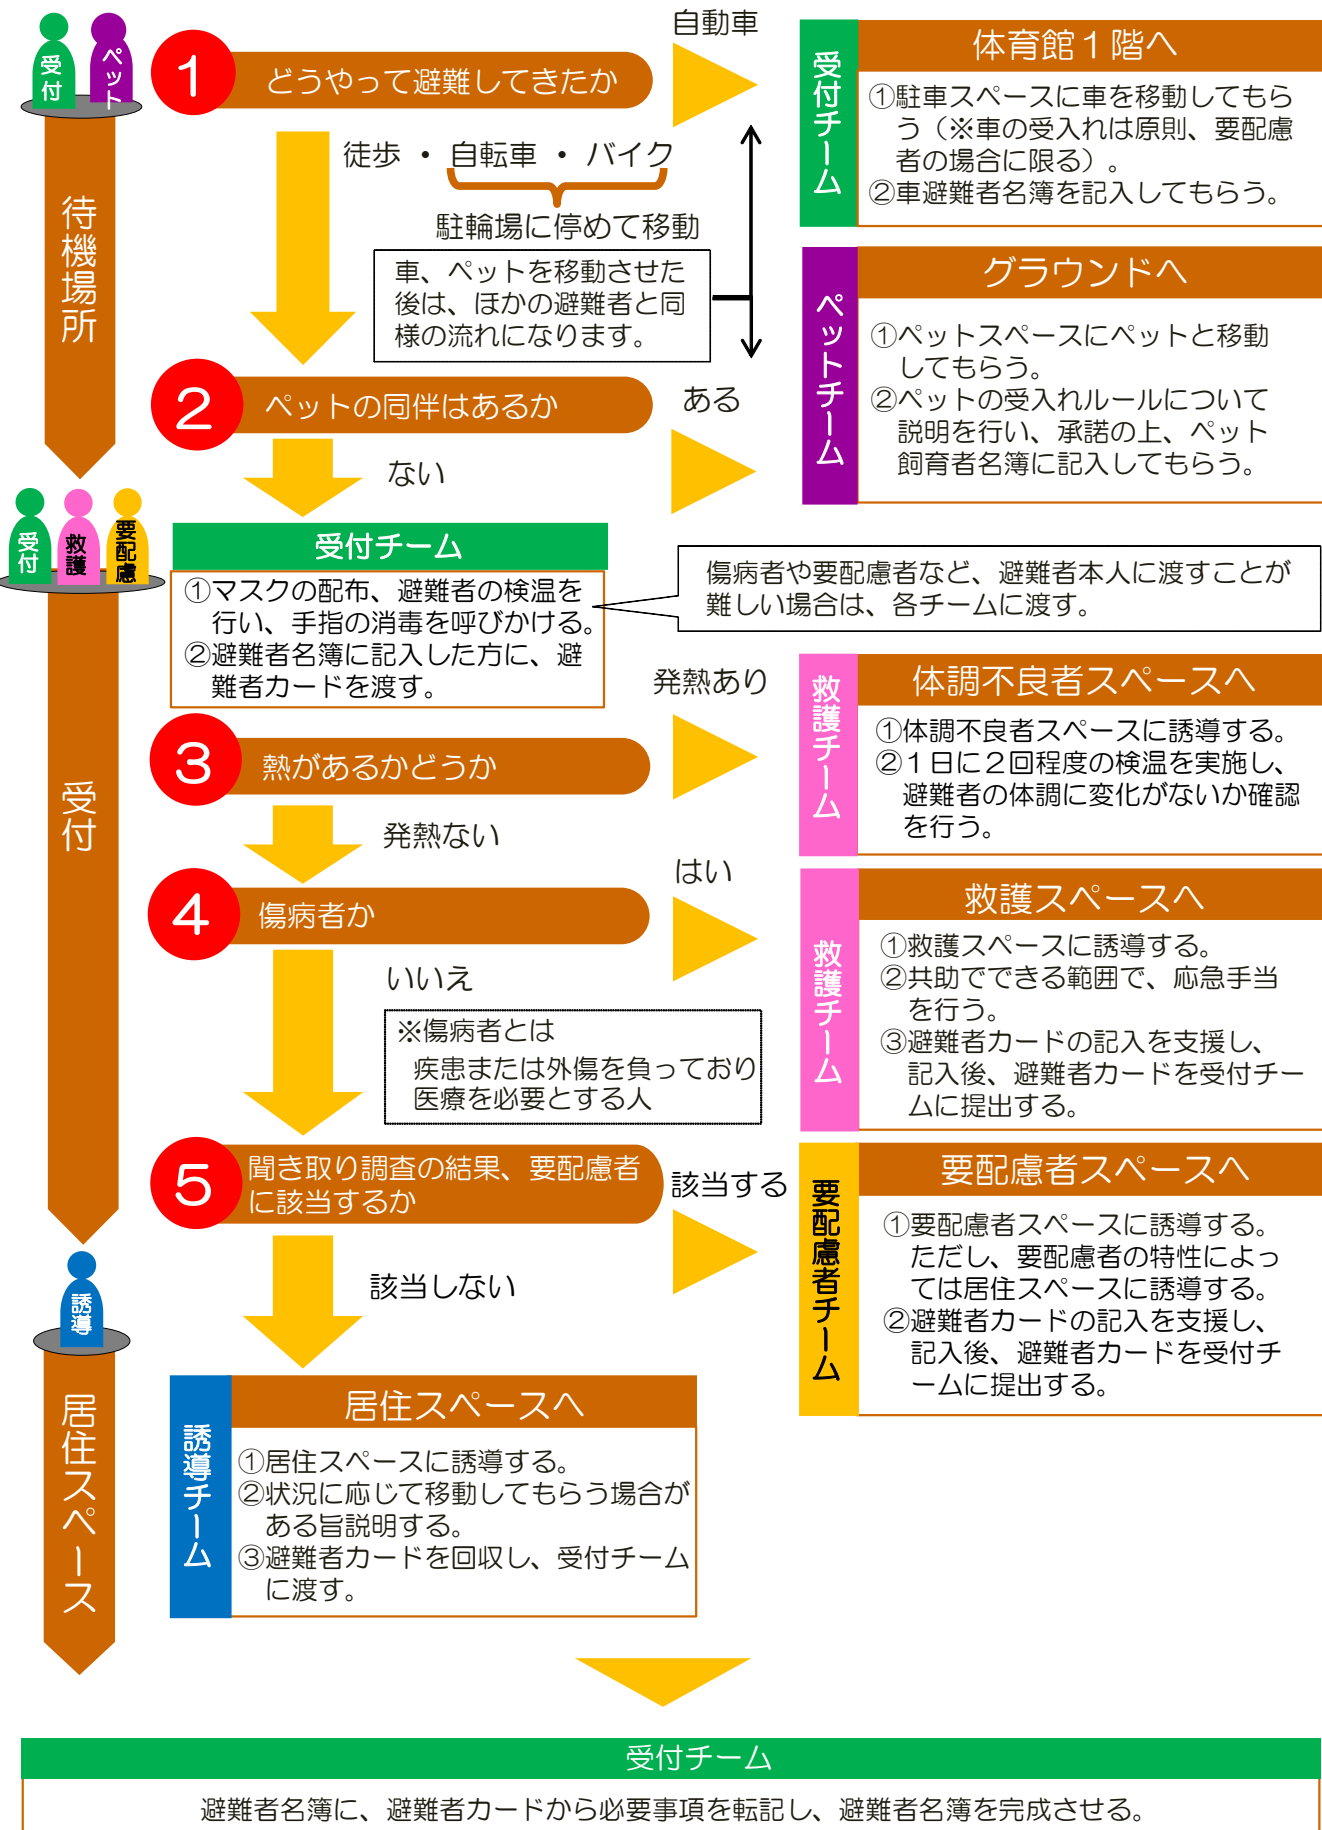 受付
ペット
待機場所
1
どうやって避難してきたか
自動車
受付チーム
体育館1階へ
①駐車スペースに車を移動してもら
う（※車の受入れは原則、要配慮
者の場合に限る）。
②車避難者名簿を記入してもらう。
徒歩 ・ 自転車 ・ バイク
駐輪場に停めて移動
車、ペットを移動させた
後は、ほかの避難者と同
様の流れになります。
2
ペットの同伴はあるか
ある
ペットチーム
グラウンドへ
①ペットスペースにペットと移動
してもらう。
②ペットの受入れルールについて
説明を行い、承諾の上、ペット
飼育者名簿に記入してもらう。
ない
受付
救護
要配慮
受付
受付チーム
①マスクの配布、避難者の検温を
行い、手指の消毒を呼びかける。
②避難者名簿に記入した方に、避
難者カードを渡す。
傷病者や要配慮者など、避難者本人に渡すことが
難しい場合は、各チームに渡す。
3
熱があるかどうか
発熱あり
救護チーム
体調不良者スペースへ
①体調不良者スペースに誘導する。
②１日に２回程度の検温を実施し、
避難者の体調に変化がないか確認
を行う。
発熱ない
4
傷病者か
はい
救護チーム
救護スペースへ
①救護スペースに誘導する。
②共助でできる範囲で、応急手当
を行う。
③避難者カードの記入を支援し、
記入後、避難者カードを受付チー
ムに提出する。
いいえ
※傷病者とは
疾患または外傷を負っており
医療を必要とする人
5
聞き取り調査の結果、要配慮者
に該当するか
該当する
要配慮者チーム
要配慮者スペースへ
①要配慮者スペースに誘導する。
ただし、要配慮者の特性によっ
ては居住スペースに誘導する。
②避難者カードの記入を支援し、
記入後、避難者カードを受付チ
ームに提出する。
該当しない
誘導
居住スペース
誘導チーム
居住スペースへ
①居住スペースに誘導する。
②状況に応じて移動してもらう場合が
ある旨説明する。
③避難者カードを回収し、受付チーム
に渡す。
受付チーム
避難者名簿に、避難者カードから必要事項を転記し、避難者名簿を完成させる。